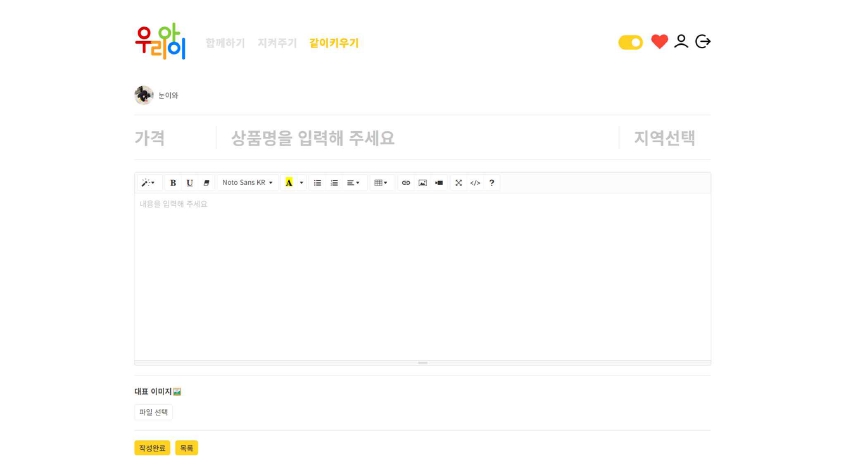 우리아이
함께하기 지켜주기 같이키우기
눈이와
가격 상품명을 입력해 주세요 지역선택
B U Noto Sans KR A </> ?
내용을 입력해 주세요
대표 이미지
파일 선택
작성완료 목록